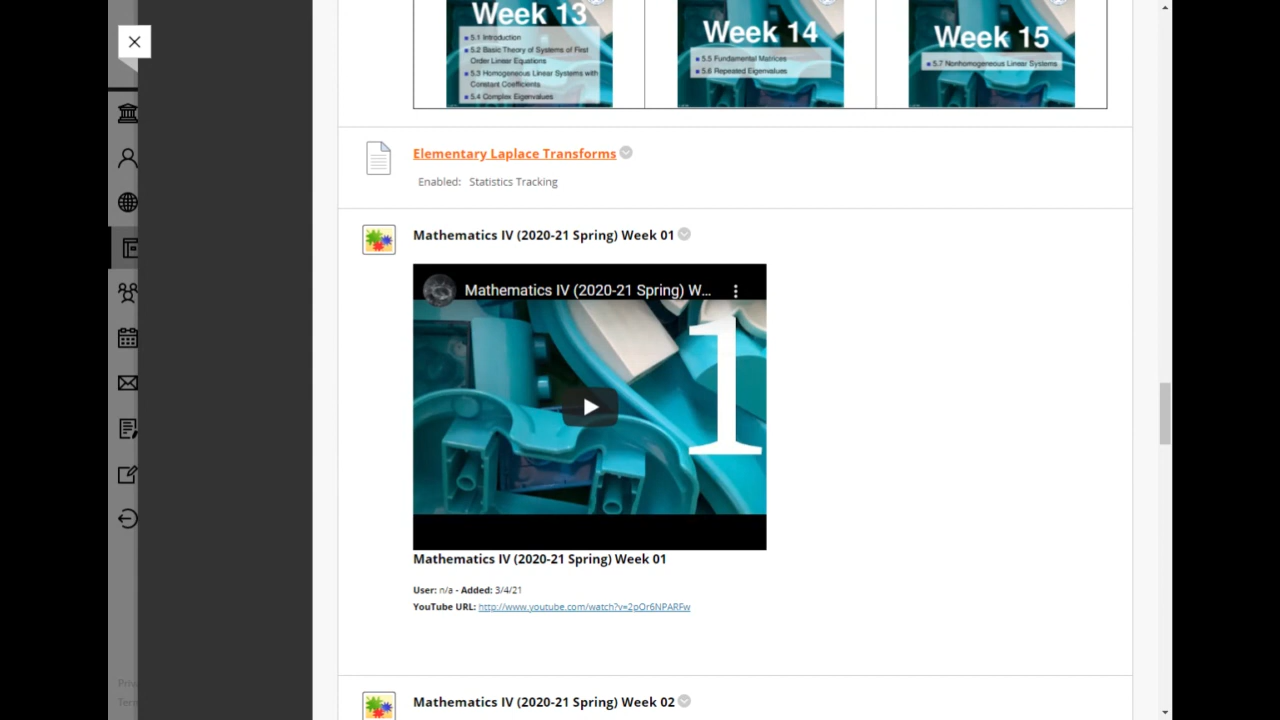 Week 13
5.1 Introduction
5.2 Basic Theory of Systems of First
Order Linear Equations
5.3 Homogeneous Linear Systems with
Constant Coefficients
5.4 Complex Eigenvalues
Week 14
5.5 Fundamental Matrices
5.6 Repeated Eigenvalues
Week 15
5.7 Nonhomogeneous Linear Systems
Elementary Laplace Transforms
Enabled: Statistics Tracking
Mathematics IV (2020-21 Spring) Week 01
Mathematics IV (2020-21 Spring) W...
1
Mathematics IV (2020-21 Spring) Week 01
User: n/a - Added: 3/4/21
YouTube URL: http://www.youtube.com/watch?v=2pOr6NPARFw
Priv
Term
Mathematics IV (2020-21 Spring) Week 02